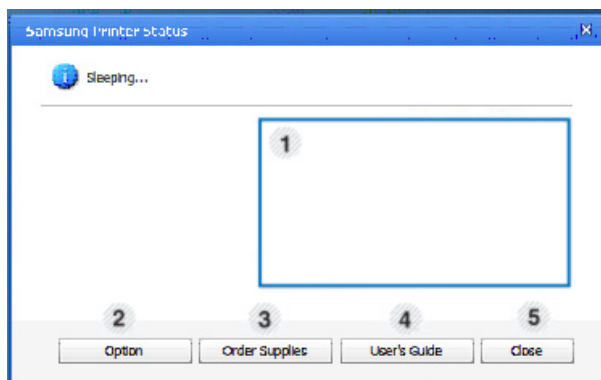 Samsung Printer Status
Sleeping...
1
2 3 4 5
Option Order Supplies User's Guide Close